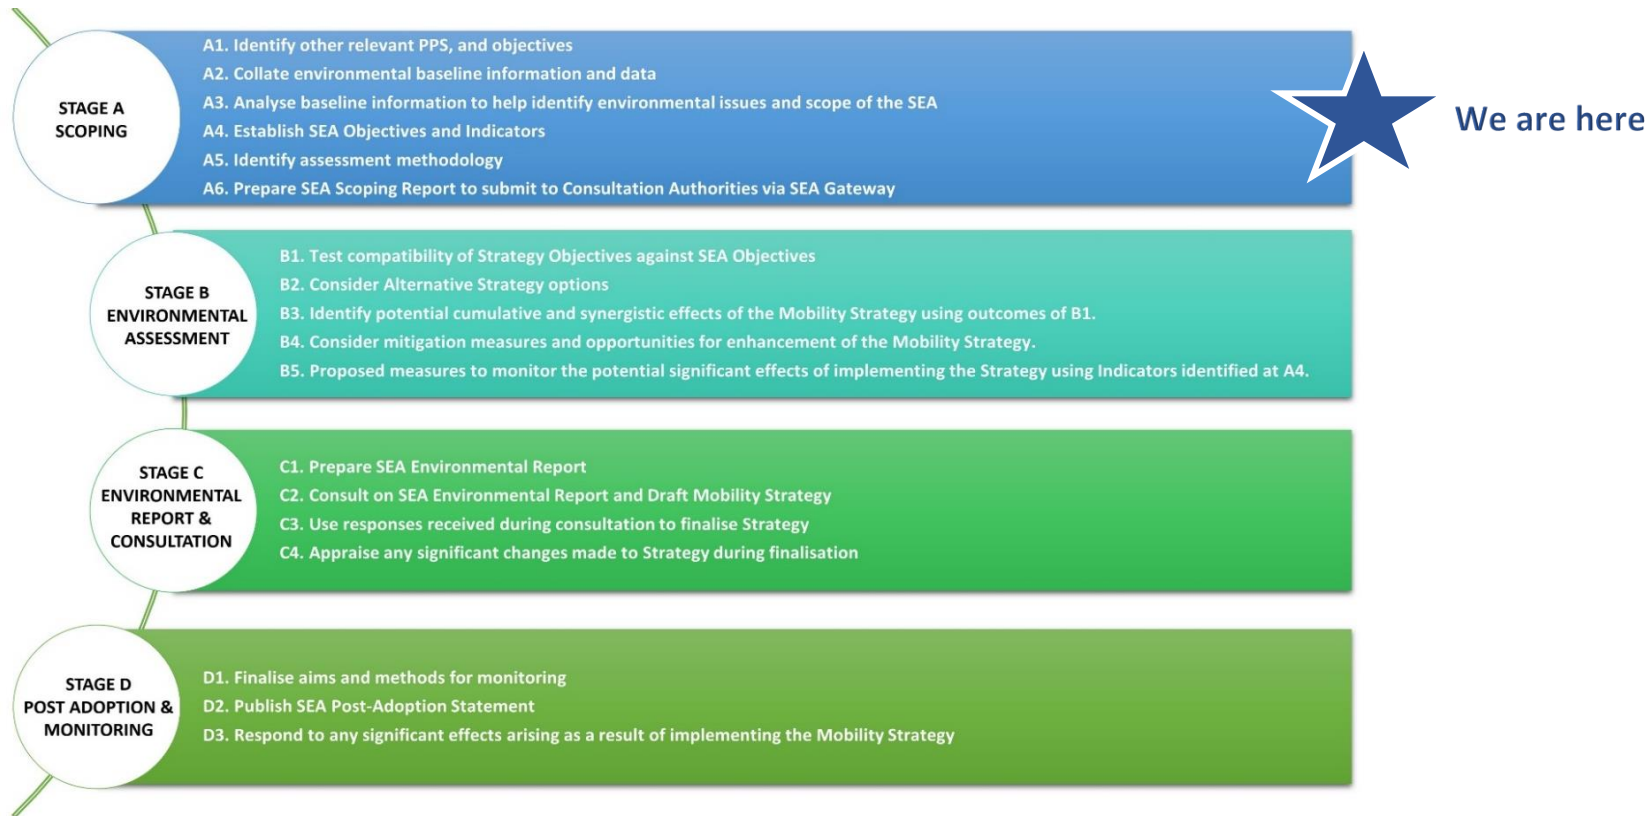 STAGE A
SCOPING
A1. Identify other relevant PPS, and objectives
A2. Collate environmental baseline information and data
A3. Analyse baseline information to help identify environmental issues and scope of the SEA
A4. Establish SEA Objectives and Indicators
A5. Identify assessment methodology
A6. Prepare SEA Scoping Report to submit to Consultation Authorities via SEA Gateway
We are here
STAGE B
ENVIRONMENTAL
ASSESSMENT
B1. Test compatibility of Strategy Objectives against SEA Objectives
B2. Consider Alternative Strategy options
B3. Identify potential cumulative and synergistic effects of the Mobility Strategy using outcomes of B1.
B4. Consider mitigation measures and opportunities for enhancement of the Mobility Strategy.
B5. Proposed measures to monitor the potential significant effects of implementing the Strategy using Indicators identified at A4.
STAGE C
ENVIRONMENTAL
REPORT &
CONSULTATION
C1. Prepare SEA Environmental Report
C2. Consult on SEA Environmental Report and Draft Mobility Strategy
C3. Use responses received during consultation to finalise Strategy
C4. Appraise any significant changes made to Strategy during finalisation
STAGE D
POST ADOPTION &
MONITORING
D1. Finalise aims and methods for monitoring
D2. Publish SEA Post-Adoption Statement
D3. Respond to any significant effects arising as a result of implementing the Mobility Strategy